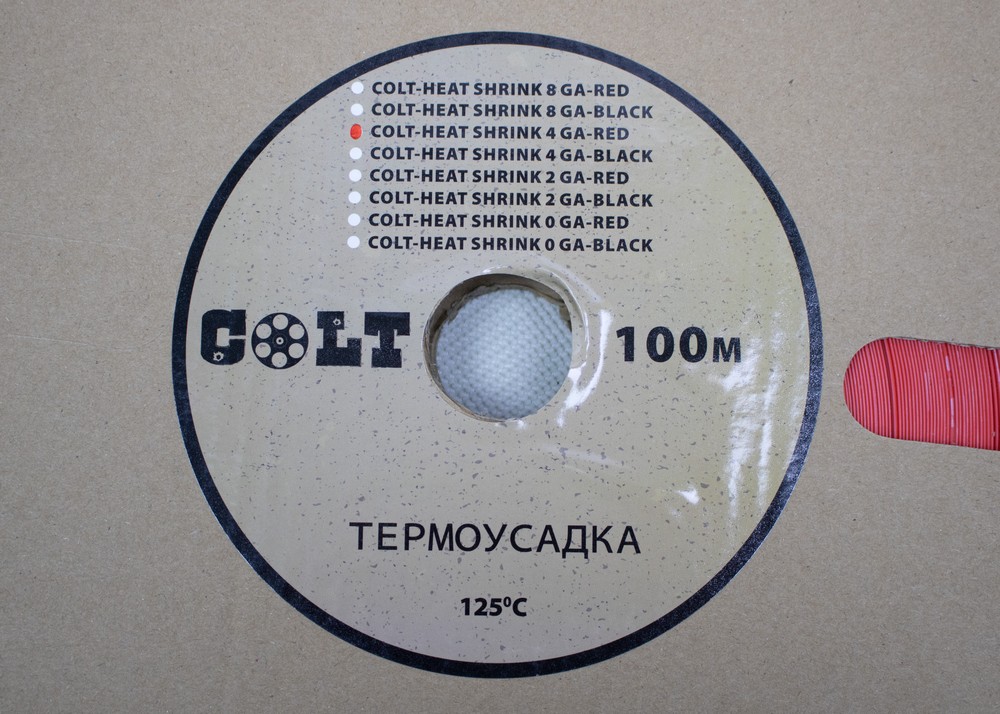 COLT-HEAT SHRINK 8 GA-RED
COLT-HEAT SHRINK 8 GA-BLACK
COLT-HEAT SHRINK 4 GA-RED
COLT-HEAT SHRINK 4 GA-BLACK
COLT-HEAT SHRINK 2 GA-RED
COLT-HEAT SHRINK 2 GA-BLACK
COLT-HEAT SHRINK 0 GA-RED
COLT-HEAT SHRINK 0 GA-BLACK
COLT
100м
ТЕРМОУСАДКА
125⁰C